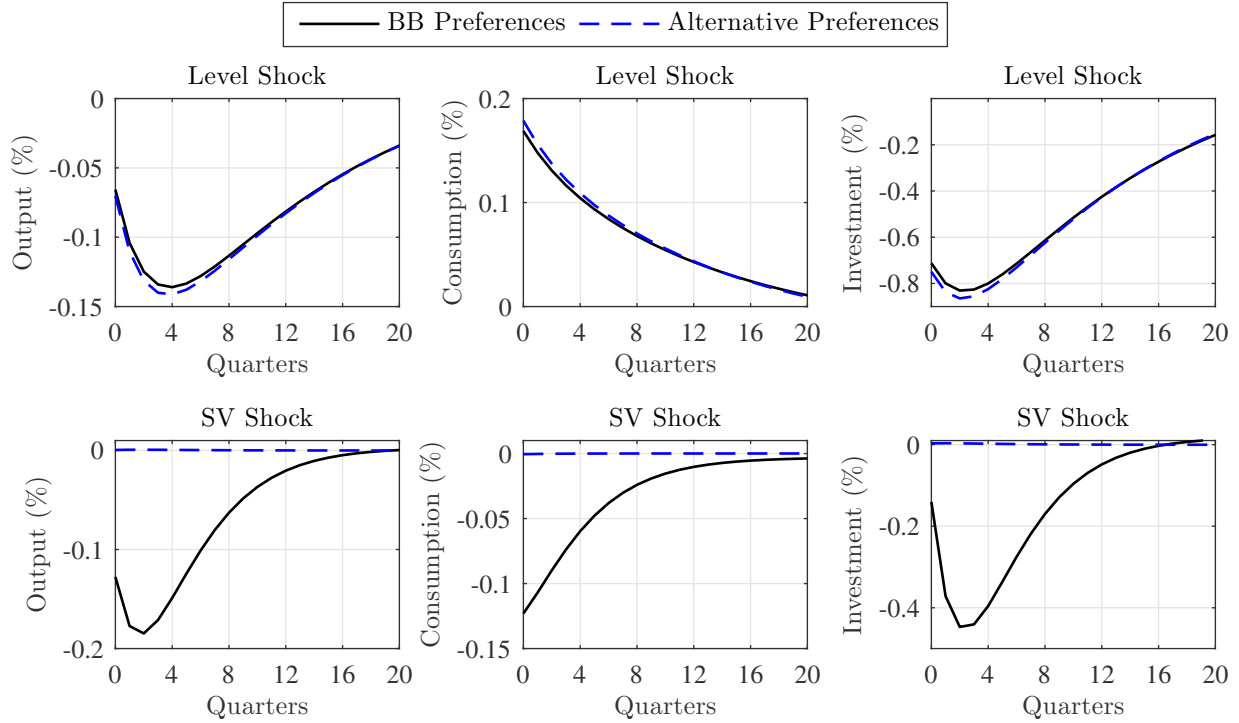 BB Preferences Alternative Preferences
Level Shock
Output (%)
0
-0.05
-0.1
-0.15
0 4 8 12 16 20
Quarters
Level Shock
Consumption (%)
0.2
0.1
0
0 4 8 12 16 20
Quarters
Level Shock
Investment (%)
-0.2
-0.4
-0.6
-0.8
0 4 8 12 16 20
Quarters
SV Shock
Output (%)
0
-0.1
-0.2
0 4 8 12 16 20
Quarters
SV Shock
Consumption (%)
0
-0.05
-0.1
-0.15
0 4 8 12 16 20
Quarters
SV Shock
Investment (%)
0
-0.2
-0.4
0 4 8 12 16 20
Quarters